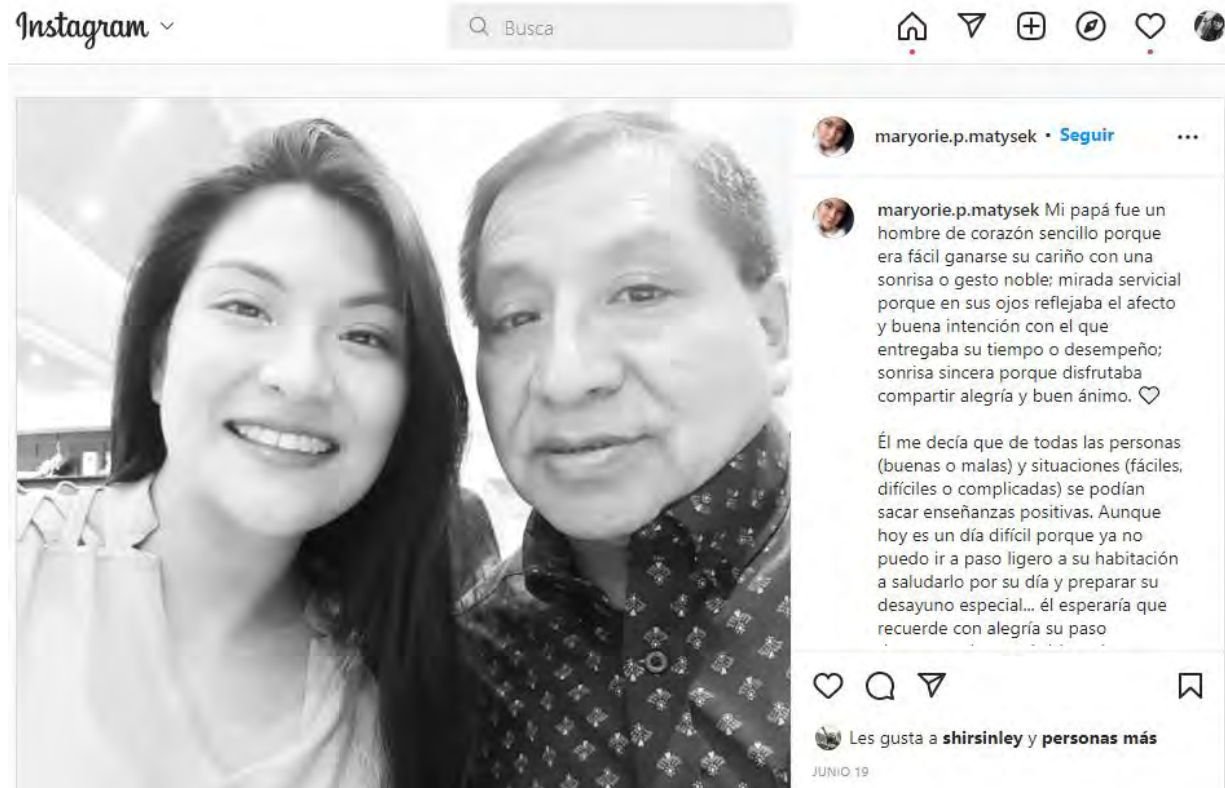 Instagram
Busca
maryorie.p.matysek • Seguir
maryorie.p.matysek Mi papá fue un
hombre de corazón sencillo porque
era fácil ganarse su cariño con una
sonrisa o gesto noble; mirada servicial
porque en sus ojos reflejaba el afecto
y buena intención con el que
entregaba su tiempo o desempeño;
sonrisa sincera porque disfrutaba
compartir alegría y buen ánimo. ♡
Él me decía que de todas las personas
(buenas o malas) y situaciones (fáciles,
difíciles o complicadas) se podían
sacar enseñanzas positivas. Aunque
hoy es un día difícil porque ya no
puedo ir a paso ligero a su habitación
a saludarlo por su día y preparar su
desayuno especial... él esperaría que
recuerde con alegría su paso
Les gusta a shirsinley y personas más
JUNIO 19